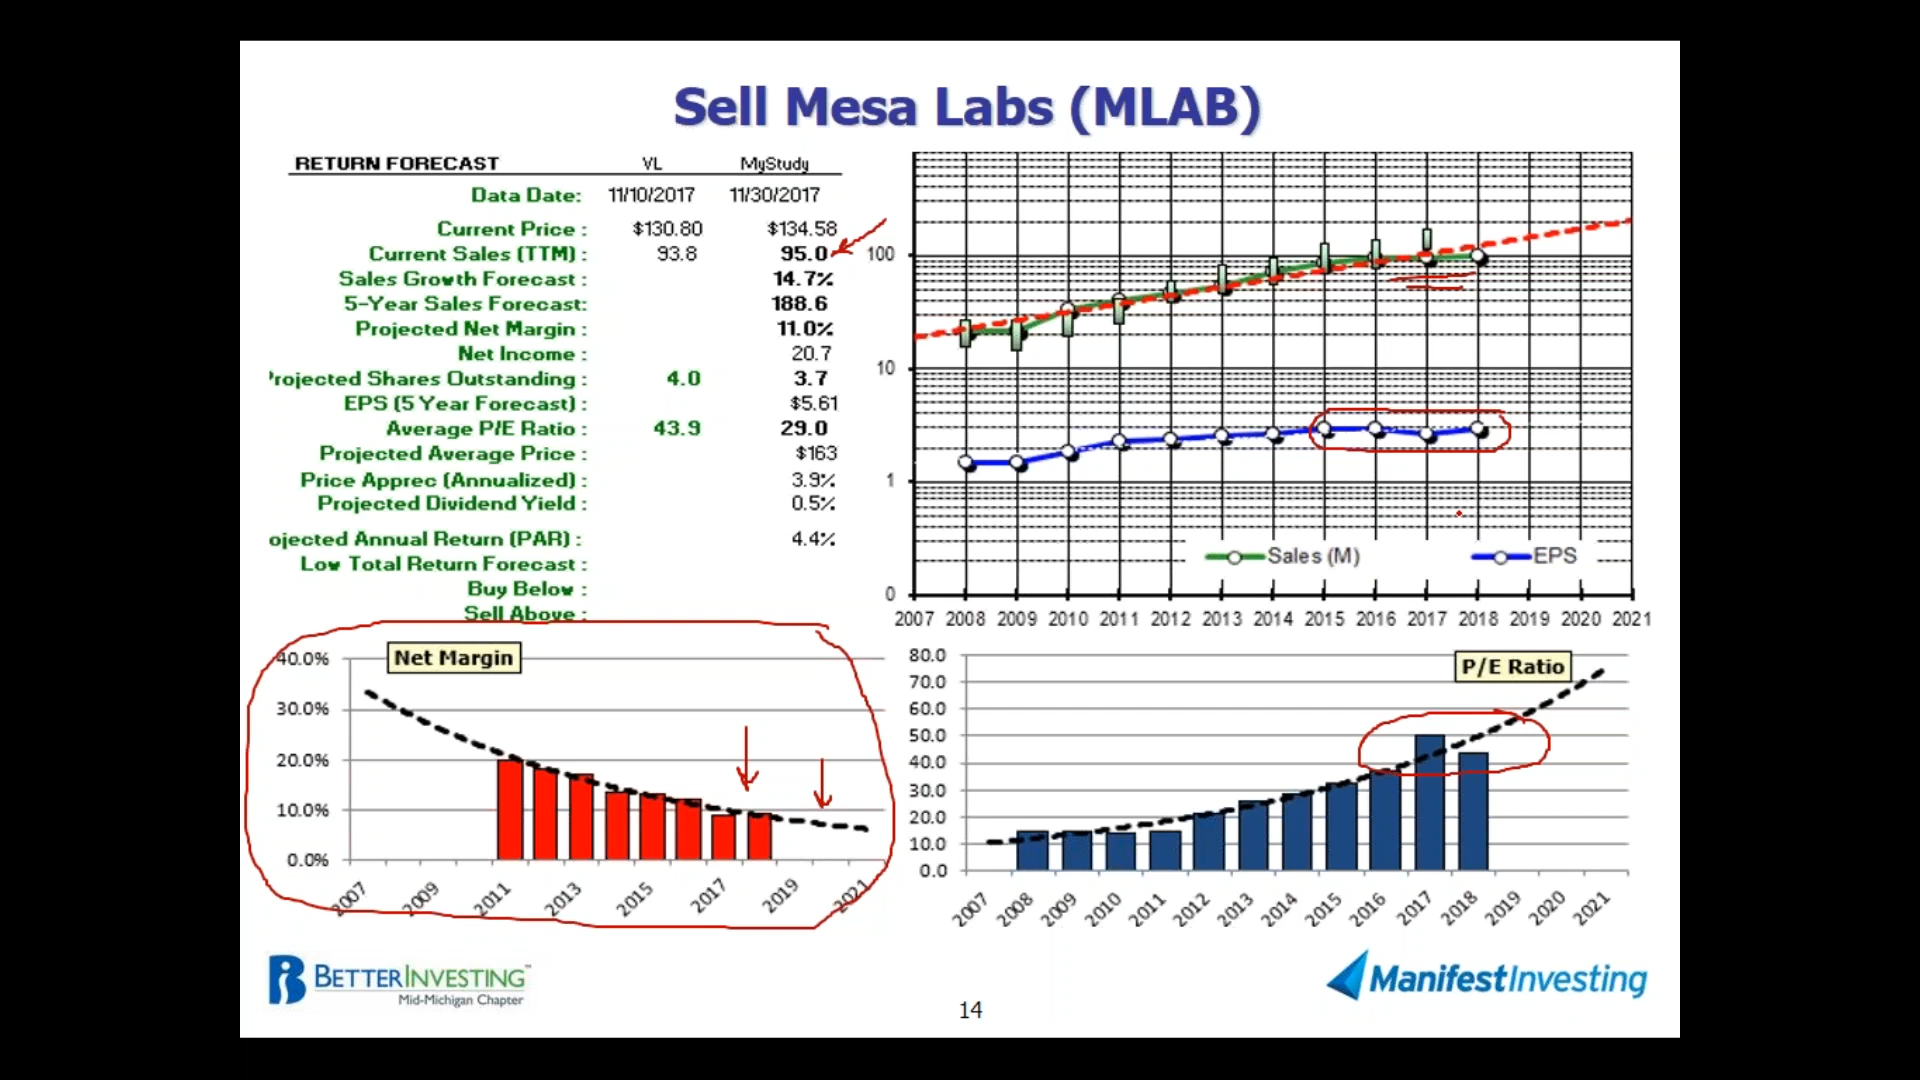 Sell Mesa Labs (MLAB)
RETURN FORECAST VL MyStudy
Data Date: 11/10/2017 11/30/2017
Current Price : $130.80 $134.58
Current Sales (TTM) : 93.8 95.0
Sales Growth Forecast : 14.7%
5-Year Sales Forecast: 188.6
Projected Net Margin : 11.0%
Net Income : 20.7
rojected Shares Outstanding : 4.0 3.7
EPS (5 Year Forecast) : $5.61
Average P/E Ratio : 43.9 29.0
Projected Average Price : $163
Price Apprec (Annualized) : 3.9%
Projected Dividend Yield : 0.5%
ojected Annual Return (PAR) : 4.4%
Low Total Return Forecast :
Buy Below :
Sell Above :
100
10
1
0
Sales (M) EPS
2007 2008 2009 2010 2011 2012 2013 2014 2015 2016 2017 2018 2019 2020 2021
Net Margin
40.0%
30.0%
20.0%
10.0%
0.0%
2007 2009 2011 2013 2015 2017 2019 2021
P/E Ratio
80.0
70.0
60.0
50.0
40.0
30.0
20.0
10.0
0.0
2007 2008 2009 2010 2011 2012 2013 2014 2015 2016 2017 2018 2019 2020 2021
BETTERINVESTING™
Mid-Michigan Chapter
14
ManifestInvesting